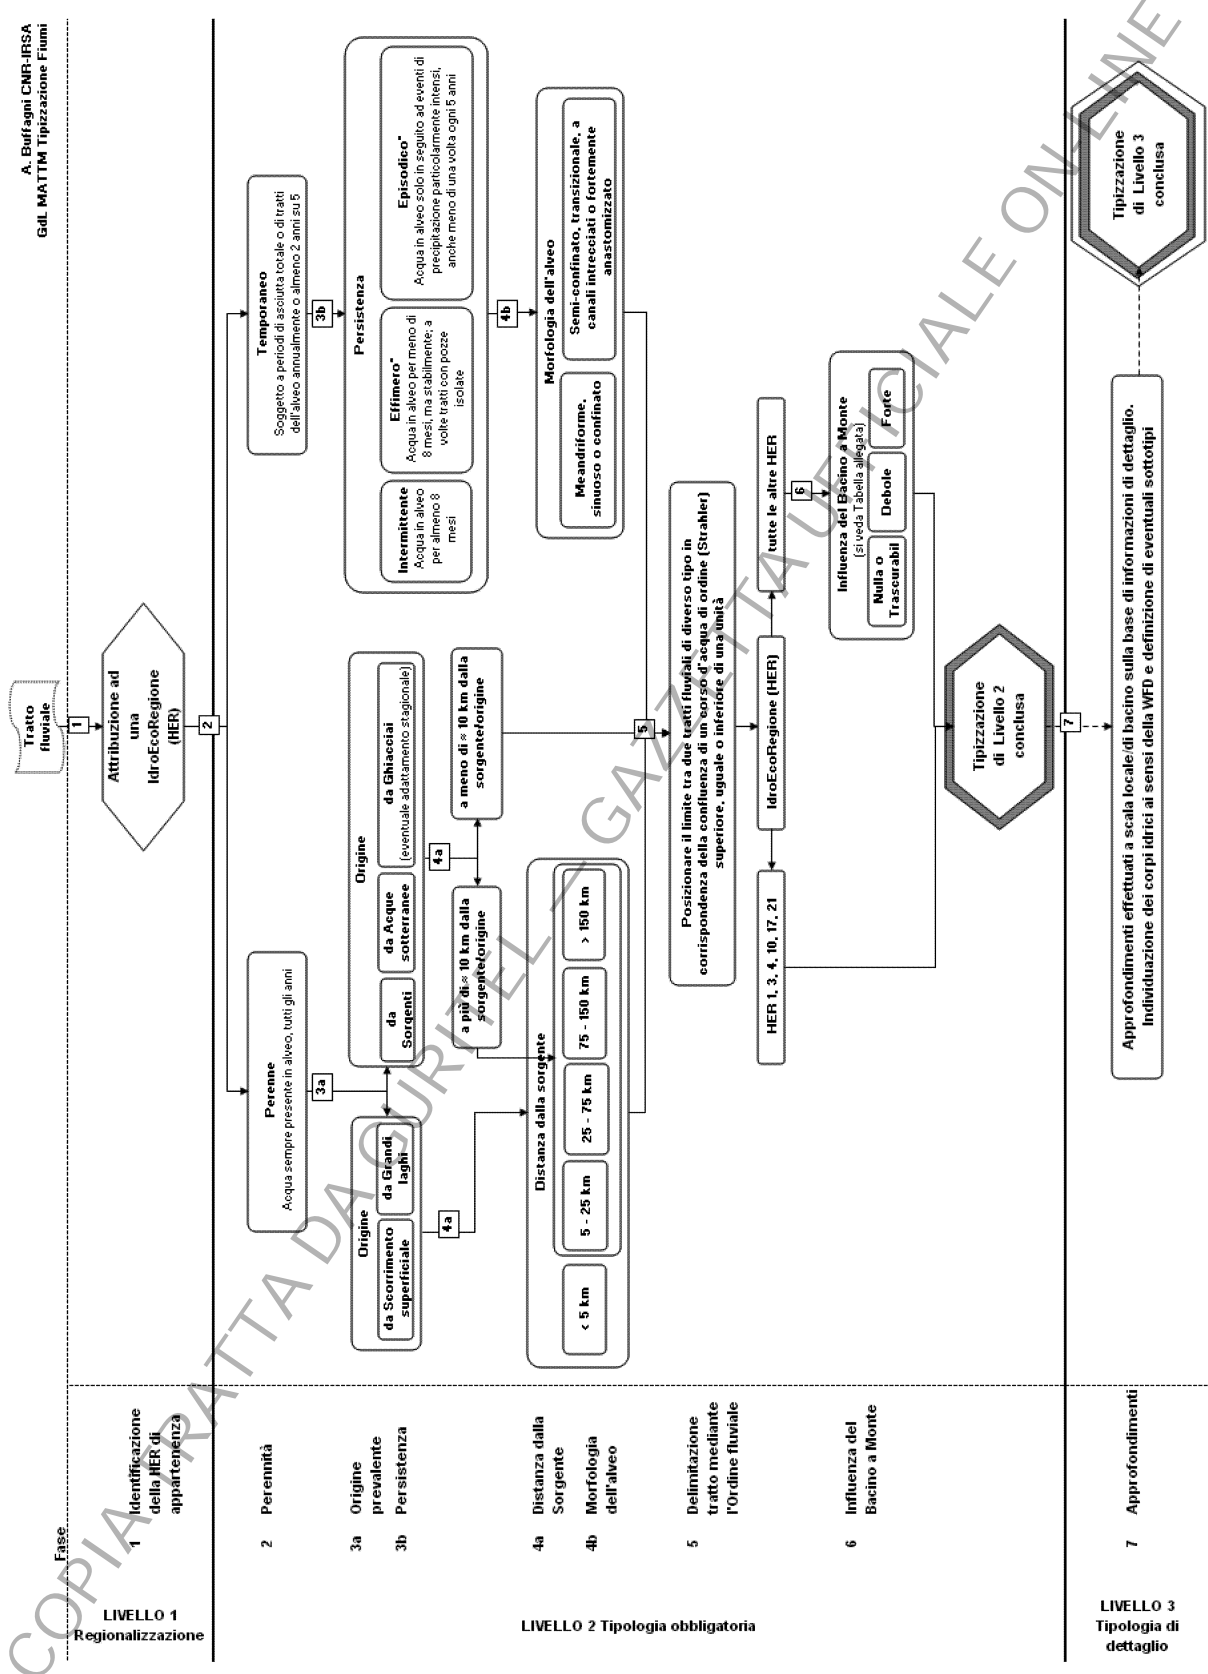 A. Buffagni CNR-IRSA
GdL MATTM Tipizzazione Fiumi
Fase
LIVELLO 1
Regionalizzazione
1 Identificazione
della HER di
appartenenza
Tratto
fluviale
1
Attribuzione ad
una
IdroEcoRegione
(HER)
2
LIVELLO 2 Tipologia obbligatoria
2 Perennità
Perenne
Acqua sempre presente in alveo, tutti gli anni
Temporaneo
Soggetto a periodi di asciutta totale o di tratti
dell'alveo annualmente o almeno 2 anni su 5
3a
3b
3a Origine
prevalente
3b Persistenza
Origine
da Scorrimento
superficiale
da Grandi
laghi
Origine
da
Sorgenti
da Acque
sotterranee
da Ghiacciai
(eventuale adattamento stagionale)
Persistenza
Intermittente
Acqua in alveo
per almeno 8
mesi
Effimero"
Acqua in alveo per meno di
8 mesi, ma stabilmente; a
volte tratti con pozze
isolate
Episodico"
Acqua in alveo solo in seguito ad eventi di
precipitazione particolarmente intensi,
anche meno di una volta ogni 5 anni
4a
4a
4b
a più di ≈ 10 km dalla
sorgente/origine
a meno di ≈ 10 km dalla
sorgente/origine
4a Distanza dalla
Sorgente
4b Morfologia
dell'alveo
Distanza dalla sorgente
< 5 km
5 - 25 km
25 - 75 km
75 - 150 km
> 150 km
Morfologia dell'alveo
Meandriforme,
sinuoso o confinato
Semi-confinato, transizionale, a
canali intrecciati o fortemente
anastomizzato
5
5 Delimitazione
tratto mediante
l'Ordine fluviale
Posizionare il limite tra due tratti fluviali di diverso tipo in
corrispondenza della confluenza di un corso d'acqua di ordine (Strahler)
superiore, uguale o inferiore di una unità
HER 1, 3, 4, 10, 17, 21
IdroEcoRegione (HER)
tutte le altre HER
6
6 Influenza del
Bacino a Monte
Influenza del Bacino a Monte
(si veda Tabella allegata)
Nulla o
Trascurabil
Debole
Forte
Tipizzazione
di Livello 2
conclusa
7
LIVELLO 3
Tipologia di
dettaglio
7 Approfondimenti
Approfondimenti effettuati a scala locale/di bacino sulla base di informazioni di dettaglio.
Individuazione dei corpi idrici ai sensi della WFD e definizione di eventuali sottotipi
Tipizzazione
di Livello 3
conclusa
COPIA TRATTA DA GURITEL — GAZZETTA UFFICIALE ON-LINE